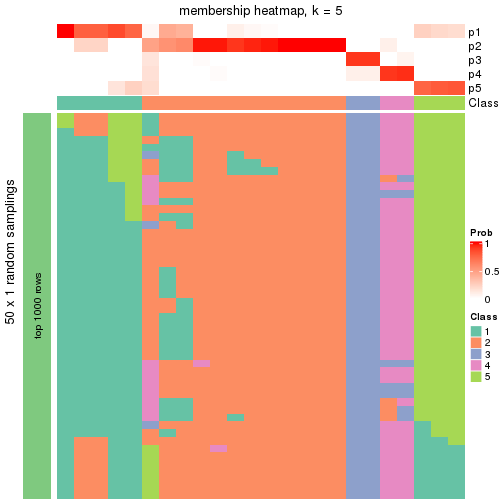 membership heatmap, k = 5
p1
p2
p3
p4
p5
Class
50 x 1 random samplings
top 1000 rows
Prob
1
0.5
0
Class
1
2
3
4
5